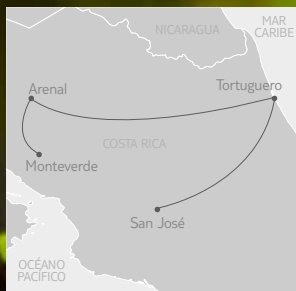 NICARAGUA
MAR
CARIBE
Arenal
Tortuguero
COSTA RICA
Monteverde
San José
OCÉANO
PACÍFICO